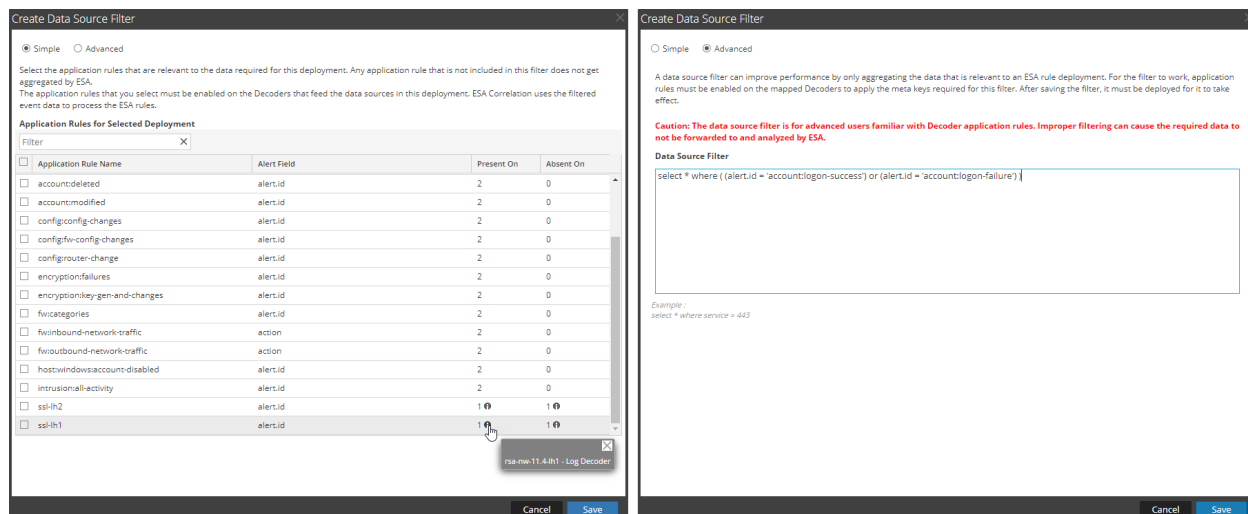 Create Data Source Filter
Simple
Advanced
Select the application rules that are relevant to the data required for this deployment. Any application rule that is not included in this filter does not get
aggregated by ESA.
The application rules that you select must be enabled on the Decoders that feed the data sources in this deployment. ESA Correlation uses the filtered
event data to process the ESA rules.
Application Rules for Selected Deployment
Filter
Application Rule Name Alert Field Present On Absent On
account:deleted alert.id 2 0
account:modified alert.id 2 0
config:config-changes alert.id 2 0
config:fw-config-changes alert.id 2 0
config:router-change alert.id 2 0
encryption:failures alert.id 2 0
encryption:key-gen-and-changes alert.id 2 0
fw:categories alert.id 2 0
fw:inbound-network-traffic action 2 0
fw:outbound-network-traffic action 2 0
host:windows:account-disabled alert.id 2 0
intrusion:all-activity alert.id 2 0
ssl-lh2 alert.id 1 1
ssl-lh1 alert.id 1 1
rsa-nw-11.4-lh1 - Log Decoder
Cancel Save
Create Data Source Filter
Simple
Advanced
A data source filter can improve performance by only aggregating the data that is relevant to an ESA rule deployment. For the filter to work, application
rules must be enabled on the mapped Decoders to apply the meta keys required for this filter. After saving the filter, it must be deployed for it to take
effect.
Caution: The data source filter is for advanced users familiar with Decoder application rules. Improper filtering can cause the required data to
not be forwarded to and analyzed by ESA.
Data Source Filter
select * where ( (alert.id = 'account:logon-success') or (alert.id = 'account:logon-failure') )
Example :
select * where service = 443
Cancel Save